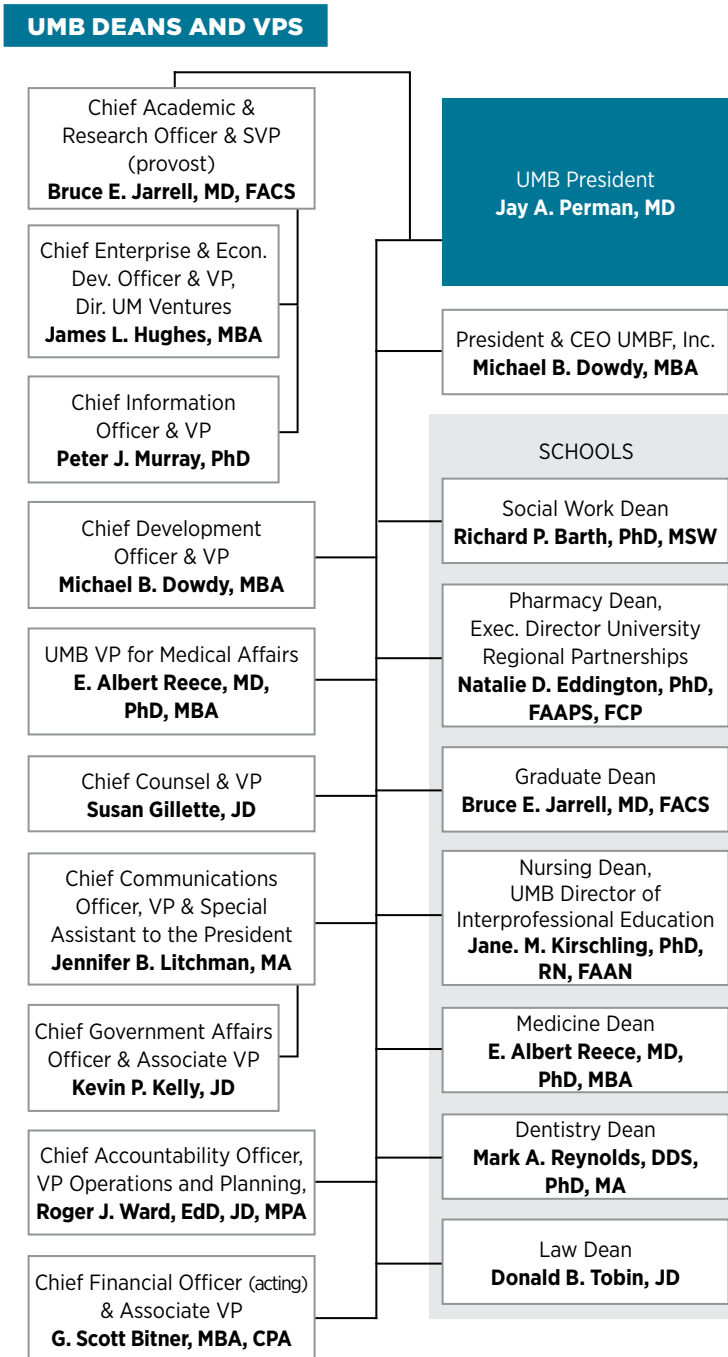 UMB DEANS AND VPS
Chief Academic &
Research Officer & SVP
(provost)
Bruce E. Jarrell, MD, FACS
Chief Enterprise & Econ.
Dev. Officer & VP,
Dir. UM Ventures
James L. Hughes, MBA
Chief Information
Officer & VP
Peter J. Murray, PhD
Chief Development
Officer & VP
Michael B. Dowdy, MBA
UMB VP for Medical Affairs
E. Albert Reece, MD,
PhD, MBA
Chief Counsel & VP
Susan Gillette, JD
Chief Communications
Officer, VP & Special
Assistant to the President
Jennifer B. Litchman, MA
Chief Government Affairs
Officer & Associate VP
Kevin P. Kelly, JD
Chief Accountability Officer,
VP Operations and Planning,
Roger J. Ward, EdD, JD, MPA
Chief Financial Officer (acting)
& Associate VP
G. Scott Bitner, MBA, CPA
UMB President
Jay A. Perman, MD
President & CEO UMBF, Inc.
Michael B. Dowdy, MBA
SCHOOLS
Social Work Dean
Richard P. Barth, PhD, MSW
Pharmacy Dean,
Exec. Director University
Regional Partnerships
Natalie D. Eddington, PhD,
FAAPS, FCP
Graduate Dean
Bruce E. Jarrell, MD, FACS
Nursing Dean,
UMB Director of
Interprofessional Education
Jane. M. Kirschling, PhD,
RN, FAAN
Medicine Dean
E. Albert Reece, MD,
PhD, MBA
Dentistry Dean
Mark A. Reynolds, DDS,
PhD, MA
Law Dean
Donald B. Tobin, JD